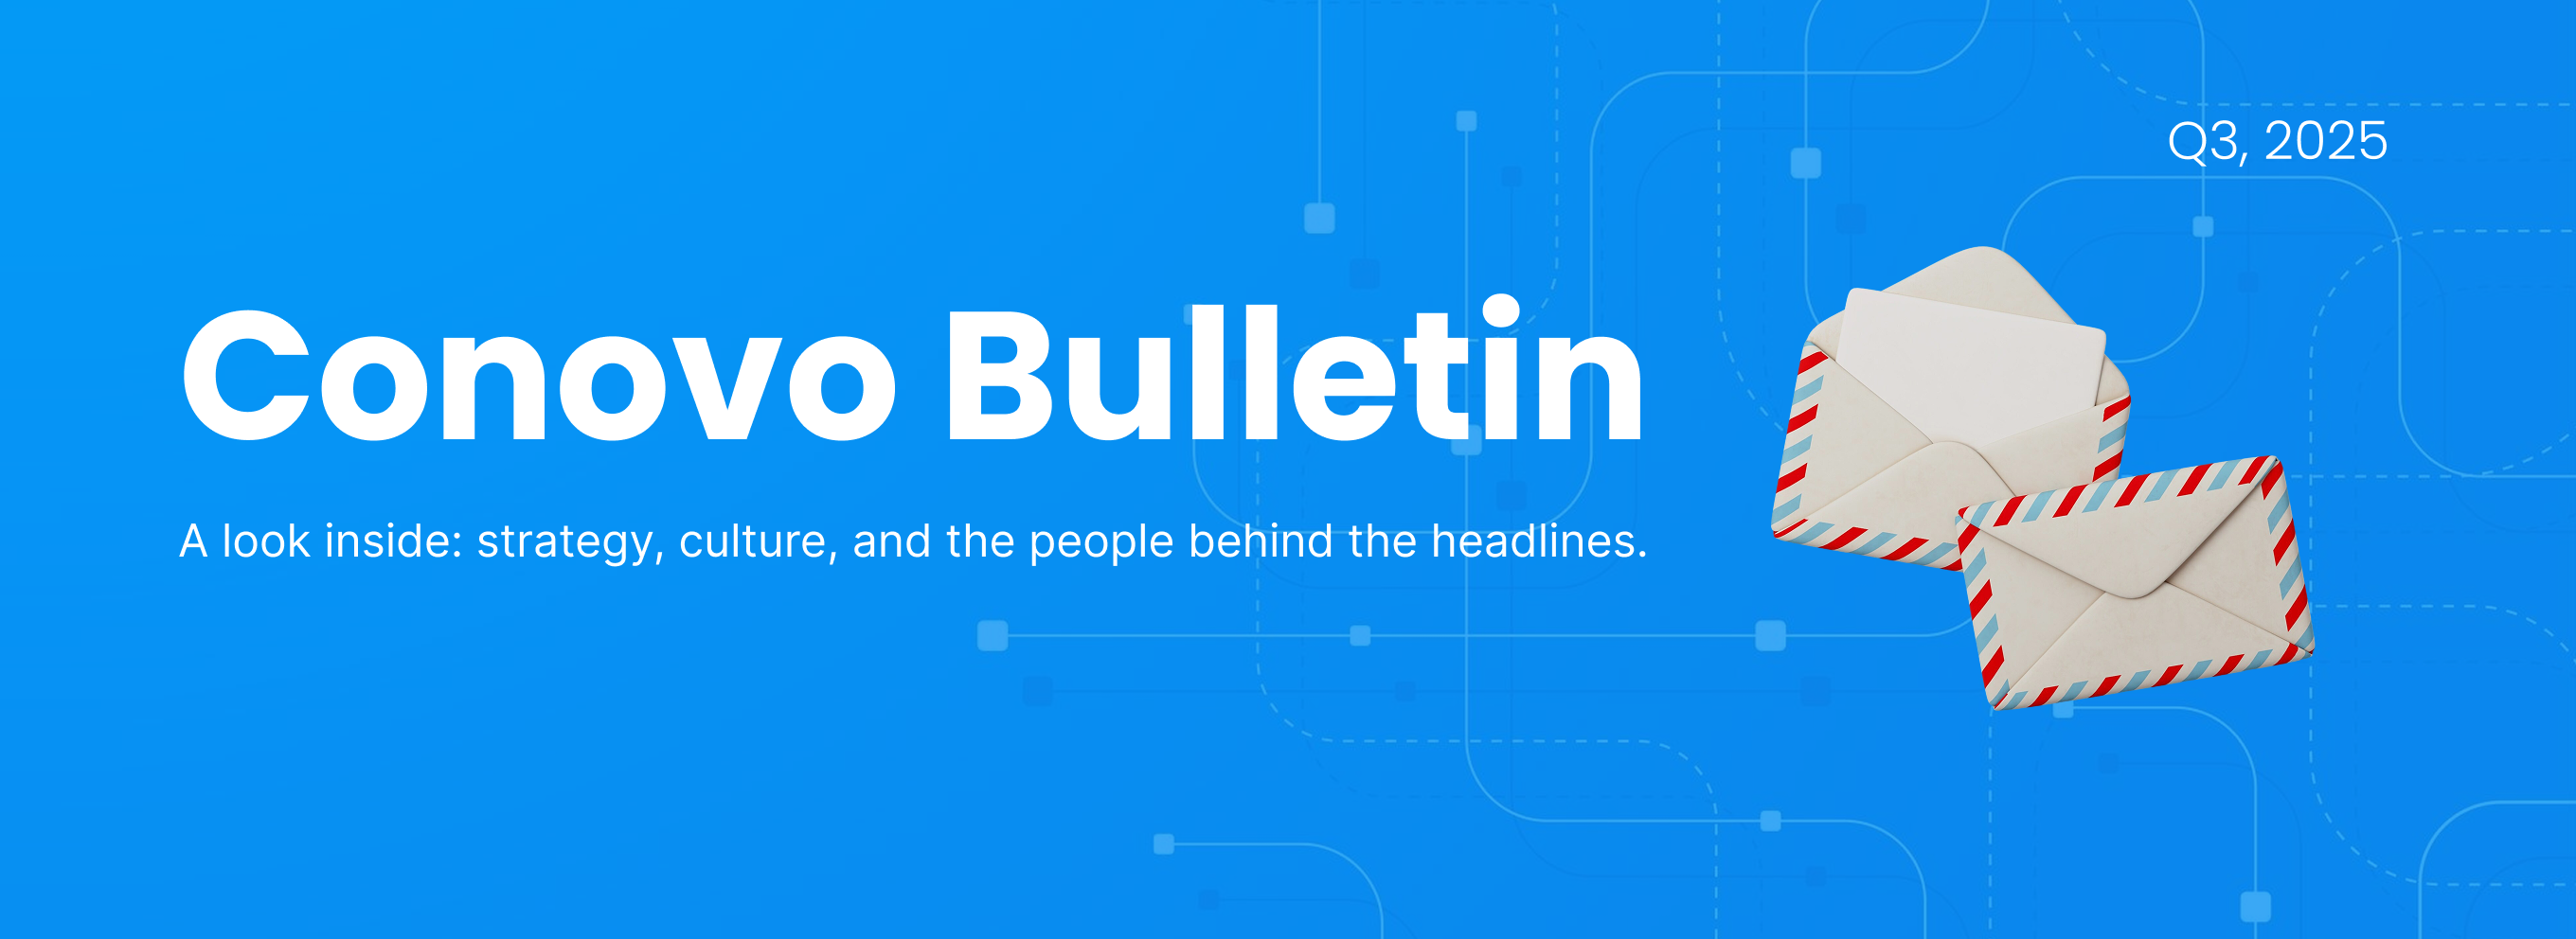 Q3, 2025
Conovo Bulletin
A look inside: strategy, culture, and the people behind the headlines.